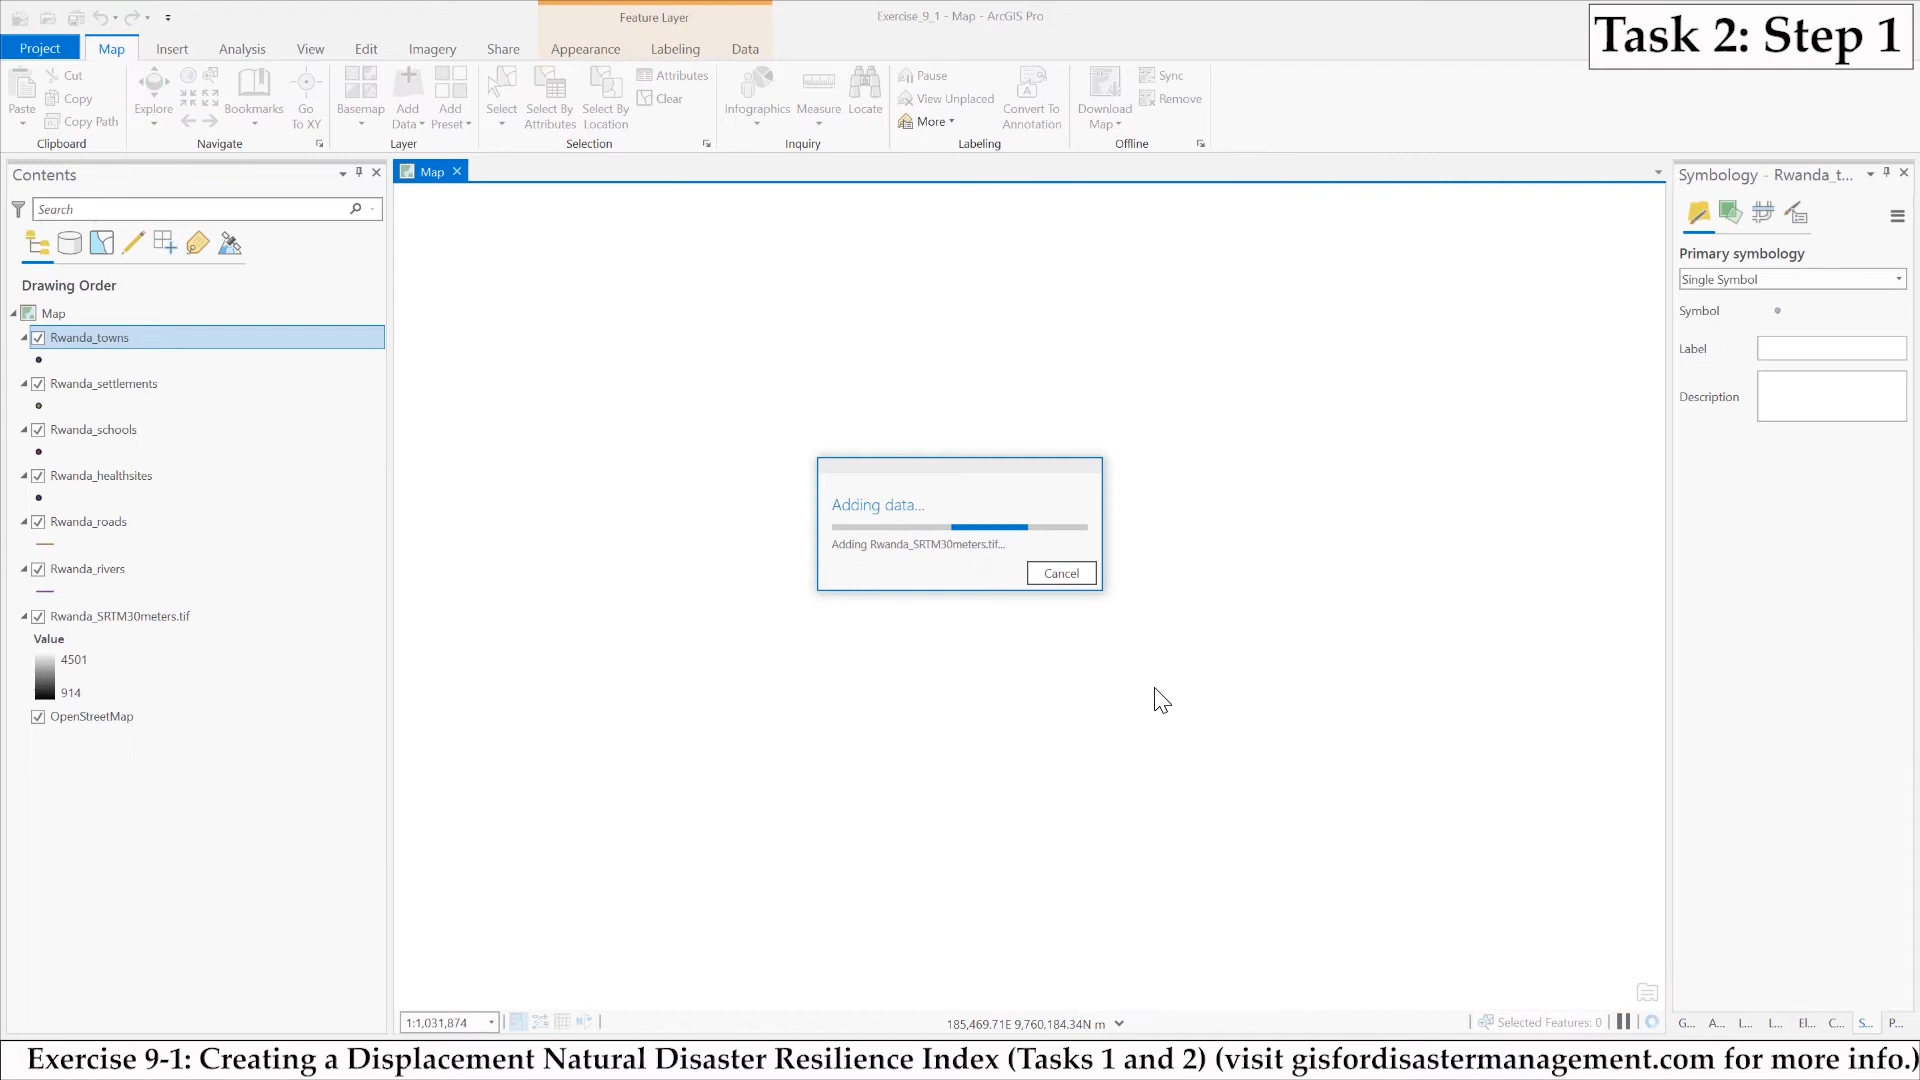 Feature Layer
Exercise_9_1 - Map - ArcGIS Pro
Task 2: Step 1
Project
Map
Insert
Analysis
View
Edit
Imagery
Share
Appearance
Labeling
Data
Paste
Cut
Copy
Copy Path
Clipboard
Explore
Bookmarks
Go
To XY
Navigate
Basemap
Add
Data
Add
Preset
Layer
Select
Select By
Attributes
Select By
Location
Attributes
Clear
Selection
Infographics
Measure
Locate
Inquiry
Pause
View Unplaced
More
Convert To
Annotation
Labeling
Download
Map
Sync
Remove
Offline
Contents
Search
Drawing Order
Map
Rwanda_towns
Rwanda_settlements
Rwanda_schools
Rwanda_healthsites
Rwanda_roads
Rwanda_rivers
Rwanda_SRTM30meters.tif
Value
4501
914
OpenStreetMap
Map
Adding data...
Adding Rwanda_SRTM30meters.tif...
Cancel
1:1,031,874
185,469.71E 9,760,184.34N m
Selected Features: 0
Symbology - Rwanda_t...
Primary symbology
Single Symbol
Symbol
Label
Description
G...
A...
L...
L...
El...
C...
S...
P...
Exercise 9-1: Creating a Displacement Natural Disaster Resilience Index (Tasks 1 and 2) (visit gisfordisastermanagement.com for more info.)